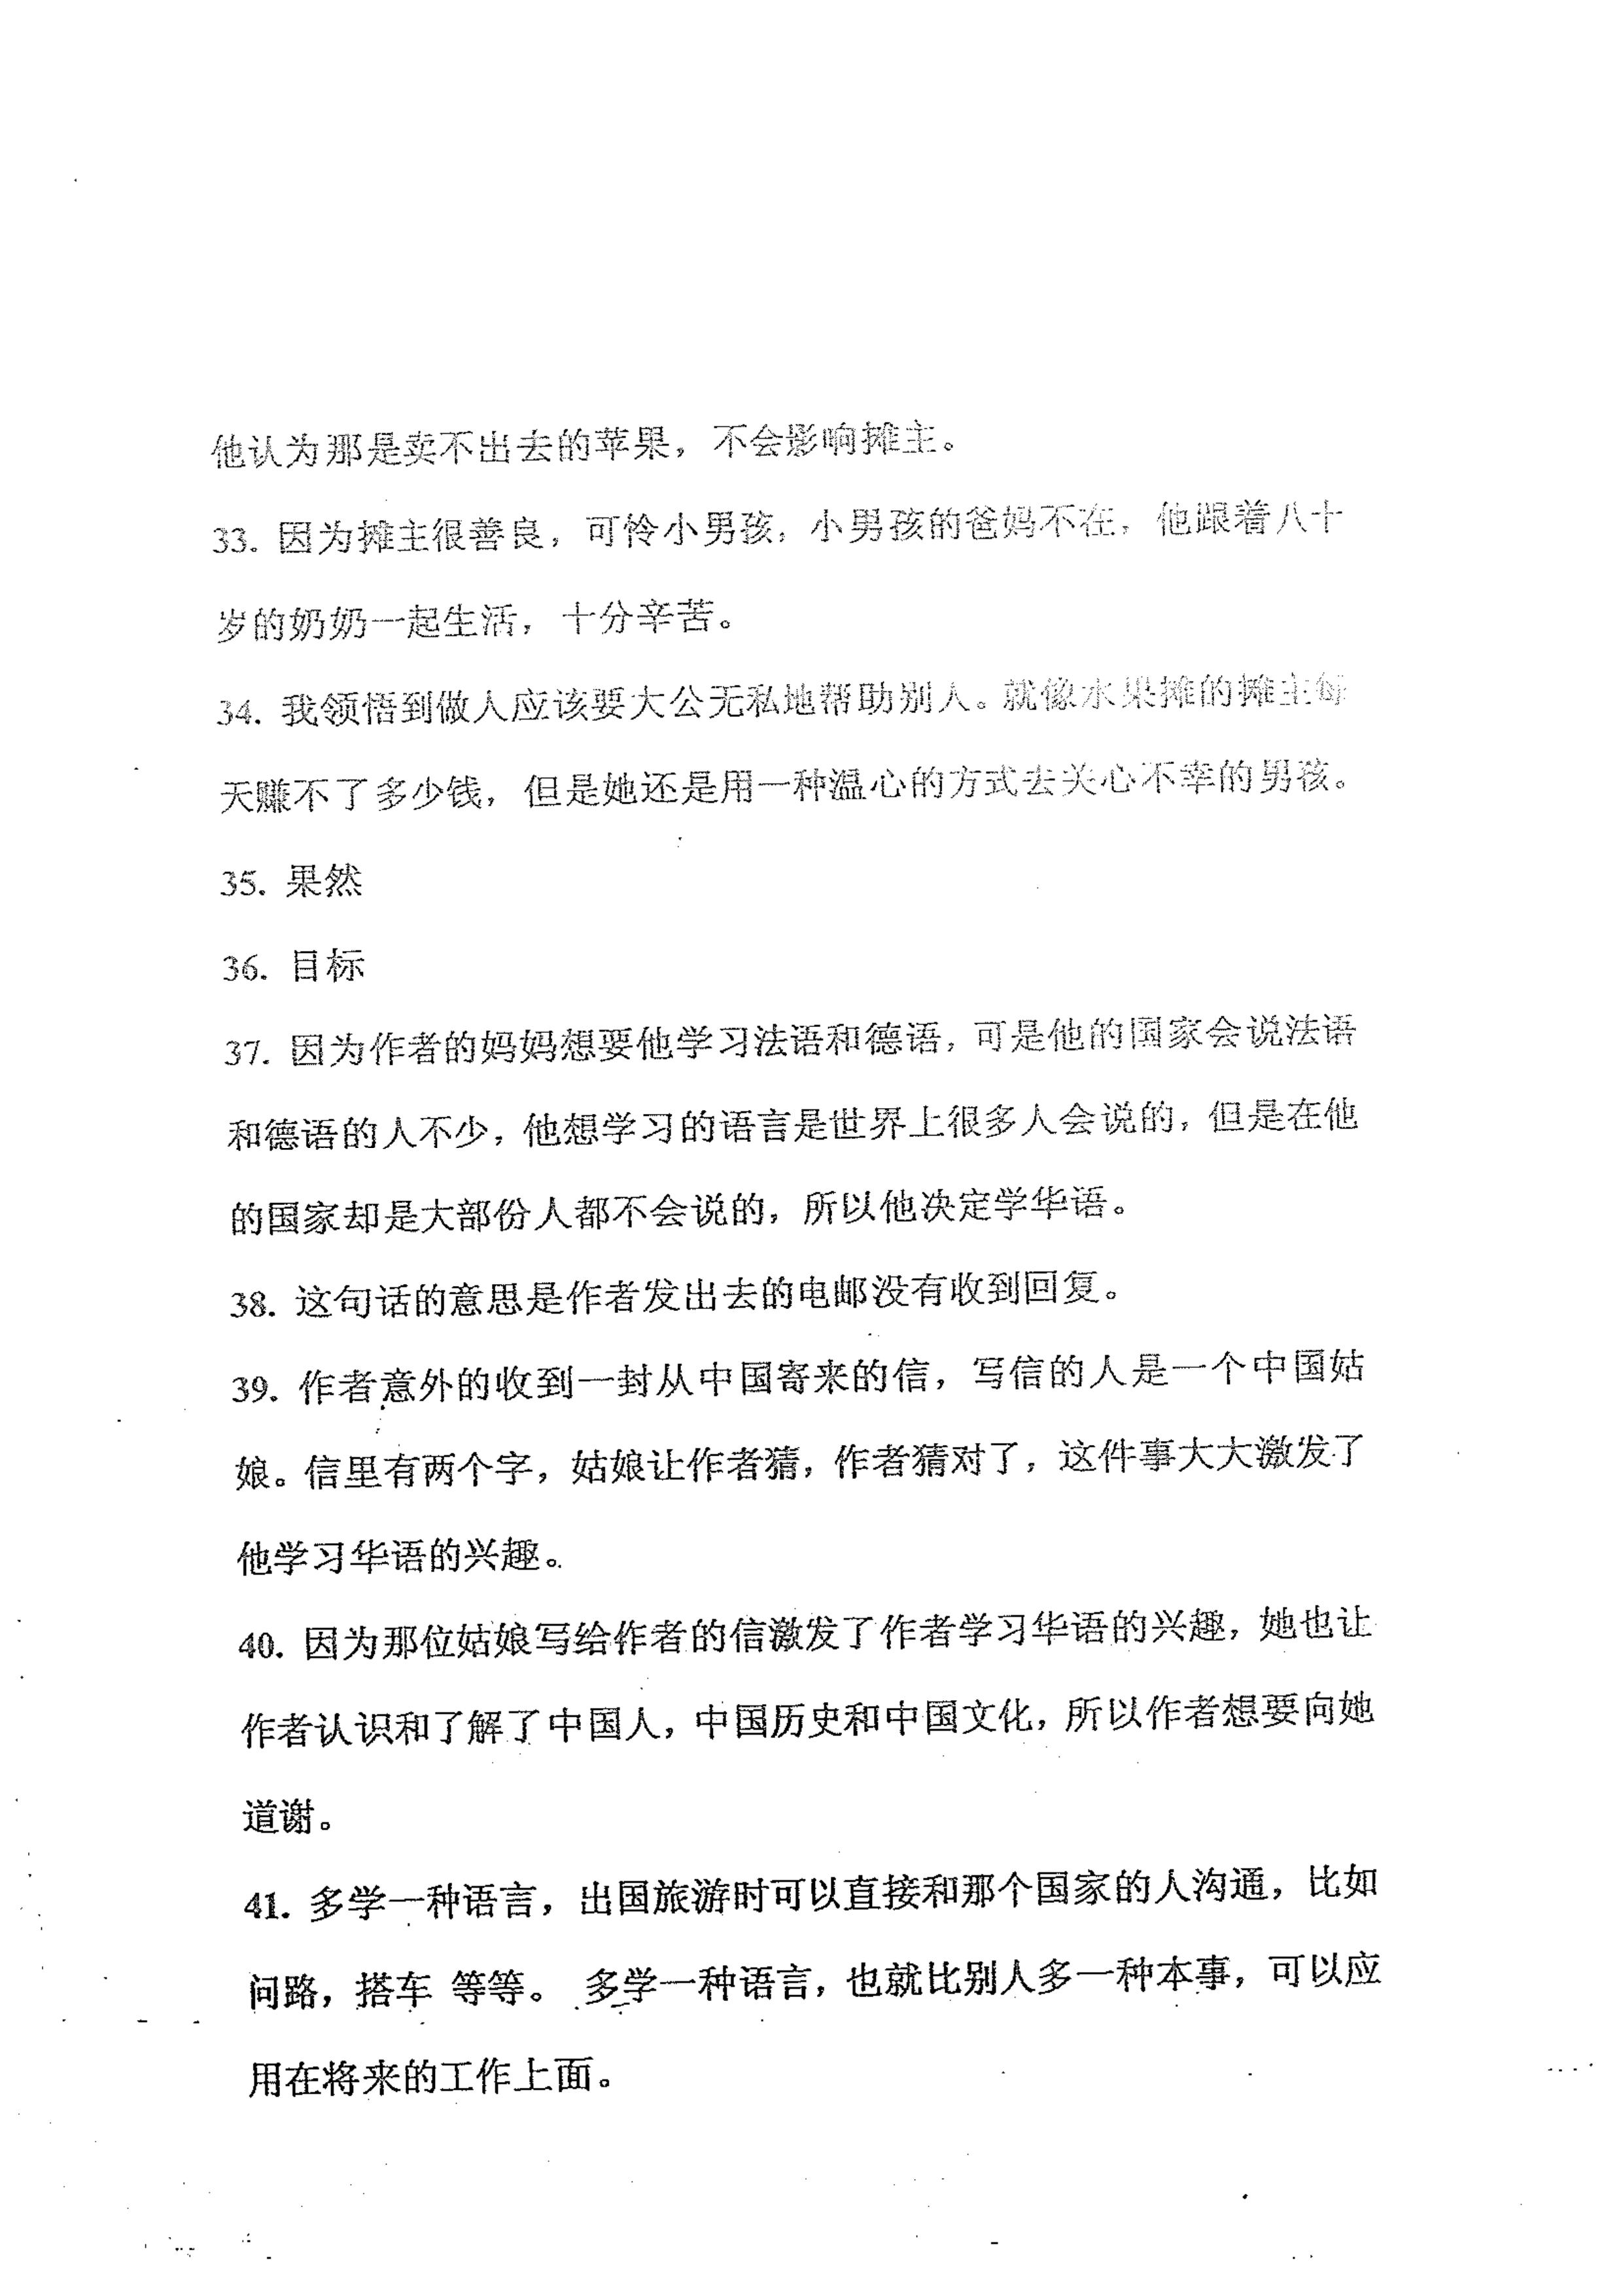 他认为那是卖不出去的苹果，不会影响摊主。
33. 因为摊主很善良，可怜小男孩，小男孩的爸妈不在，他跟着八十
岁的奶奶一起生活，十分辛苦。
34. 我领悟到做人应该要大公无私地帮助别人。就像水果摊的摊主每
天赚不了多少钱，但是她还是用一种温心的方式去关心不幸的男孩。
35. 果然
36. 目标
37. 因为作者的妈妈想要他学习法语和德语，可是他的国家会说法语
和德语的人不少，他想学习的语言是世界上很多人会说的，但是在他
的国家却是大部份人都不会说的，所以他决定学华语。
38. 这句话的意思是作者发出去的电邮没有收到回复。
39. 作者意外的收到一封从中国寄来的信，写信的人是一个中国姑
娘。信里有两个字，姑娘让作者猜，作者猜对了，这件事大大激发了
他学习华语的兴趣。
40. 因为那位姑娘写给作者的信激发了作者学习华语的兴趣，她也让
作者认识和了解了中国人，中国历史和中国文化，所以作者想要向她
道谢。
41. 多学一种语言，出国旅游时可以直接和那个国家的人沟通，比如
问路，搭车 等等。 多学一种语言，也就比别人多一种本事，可以应
用在将来的工作上面。